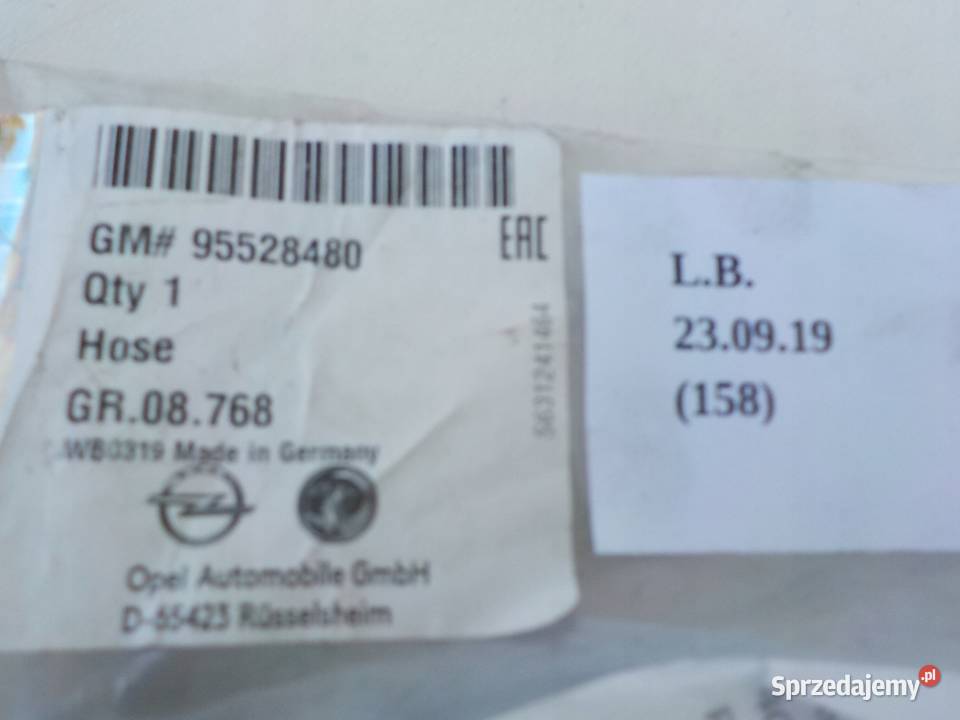 GM# 95528480
EAC
Qty 1
Hose
GR.08.768
WB0319 Made in Germany
Opel Automobile GmbH
D-65423 Rüsselsheim
S631241464
L.B.
23.09.19
(158)
Sprzedajemy.pl